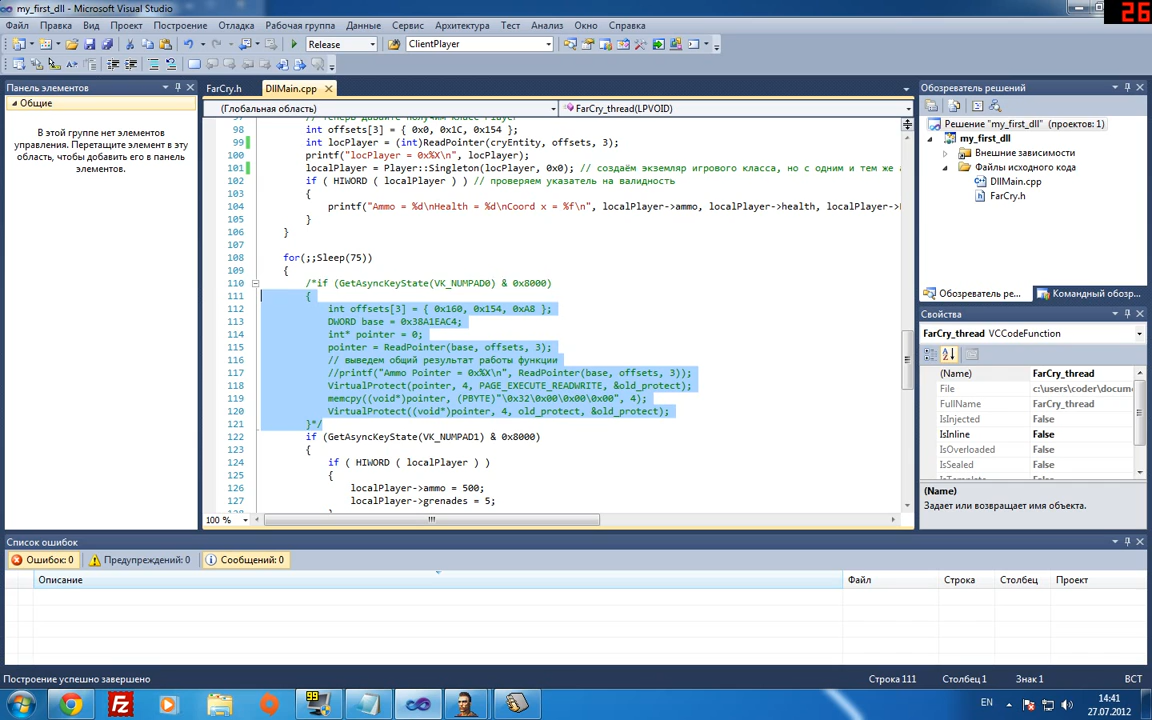 my_first_dll - Microsoft Visual Studio
26
Файл Правка Вид Проект Построение Отладка Рабочая группа Данные Сервис Архитектура Тест Анализ Окно Справка
Release ClientPlayer
Панель элементов
Общие
В этой группе нет элементов
управления. Перетащите элемент в эту
область, чтобы добавить его в панель
элементов.
FarCry.h DllMain.cpp
(Глобальная область) FarCry_thread(LPVOID)
98 int offsets[3] = { 0x0, 0x1C, 0x154 };
99 int locPlayer = (int)ReadPointer(cryEntity, offsets, 3);
100 printf("locPlayer = 0x%X\n", locPlayer);
101 localPlayer = Player::Singleton(locPlayer, 0x0); // создаём экземляр игрового класса, но с одним и тем же
102 if ( HIWORD ( localPlayer ) ) // проверяем указатель на валидность
103 {
104 printf("Ammo = %d\nHealth = %d\nCoord x = %f\n", localPlayer->ammo, localPlayer->health, localPlayer->
105 }
106 }
107
108 for(;;Sleep(75))
109 {
110 /*if (GetAsyncKeyState(VK_NUMPAD0) & 0x8000)
111 {
112 int offsets[3] = { 0x160, 0x154, 0xA8 };
113 DWORD base = 0x38A1EAC4;
114 int* pointer = 0;
115 pointer = ReadPointer(base, offsets, 3);
116 // выведем общий результат работы функции
117 //printf("Ammo Pointer = 0x%X\n", ReadPointer(base, offsets, 3));
118 VirtualProtect(pointer, 4, PAGE_EXECUTE_READWRITE, &old_protect);
119 memcpy((void*)pointer, (PBYTE)"\0x32\0x00\0x00\0x00", 4);
120 VirtualProtect((void*)pointer, 4, old_protect, &old_protect);
121 }*/
122 if (GetAsyncKeyState(VK_NUMPAD1) & 0x8000)
123 {
124 if ( HIWORD ( localPlayer ) )
125 {
126 localPlayer->ammo = 500;
127 localPlayer->grenades = 5;
100 %
Обозреватель решений
Решение "my_first_dll" (проектов: 1)
my_first_dll
Внешние зависимости
Файлы исходного кода
DllMain.cpp
FarCry.h
Обозреватель ре... Командный обозр...
Свойства
FarCry_thread VCCodeFunction
(Name) FarCry_thread
File c:\users\coder\docum
FullName FarCry_thread
IsInjected False
IsInline False
IsOverloaded False
IsSealed False
IsTemplate False
(Name)
Задает или возвращает имя объекта.
Список ошибок
Ошибок: 0 Предупреждений: 0 Сообщений: 0
Описание Файл Строка Столбец Проект
Построение успешно завершено Строка 111 Столбец 1 Знак 1 ВСТ
99 EN 14:41
27.07.2012